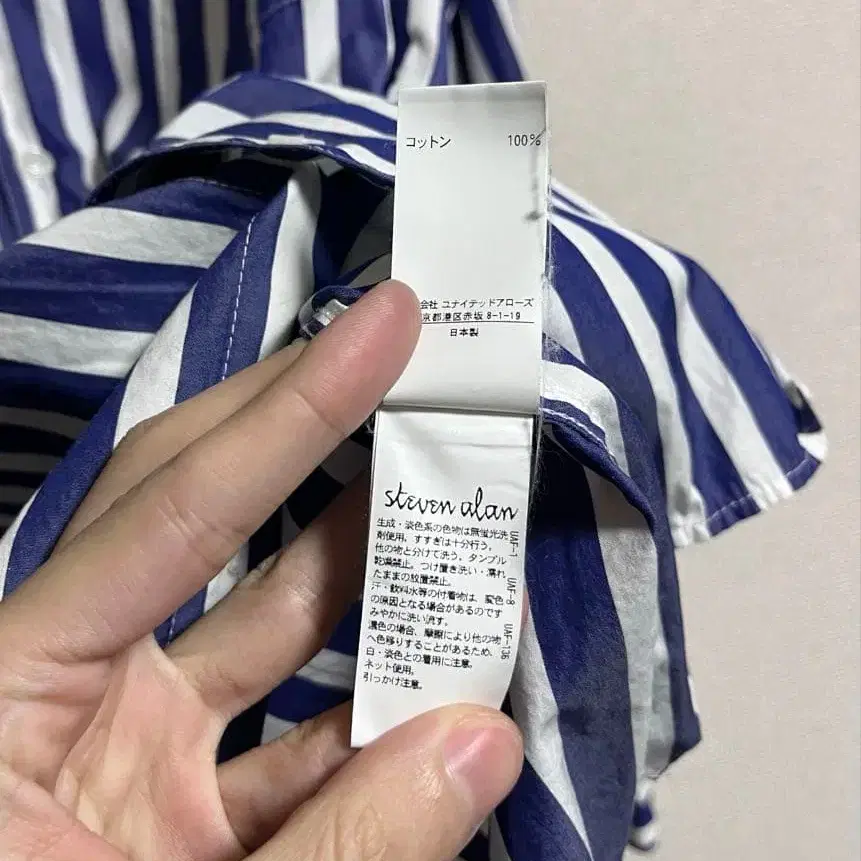 コットン 100%
会社 ユナイテッドアローズ
京都港区赤坂 8-1-19
日本製
steven alan
生成・淡色系の色物は無蛍光洗
剤使用。すすぎは十分行う。
他の物と分けて洗う。タンブル
乾燥禁止。つけ置き洗い・濡れ
たままの放置禁止。
汗・飲料水等の付着物は、変色
の原因となる場合があるのです
みやかに洗い流す。
濃色の場合、摩擦により他の物
へ色移りすることがあるため、
白・淡色との着用に注意。
ネット使用。
引っかけ注意。
UAF-1 UAF-8 UAF-136